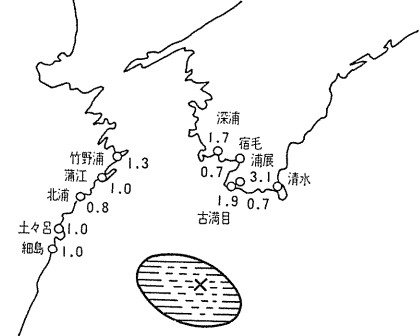 深浦
1.7
宿毛
0.7
浦展
3.1
清水
1.9
0.7
古満目
竹野浦
1.3
蒲江
1.0
北浦
0.8
土々呂
1.0
細島
1.0
×